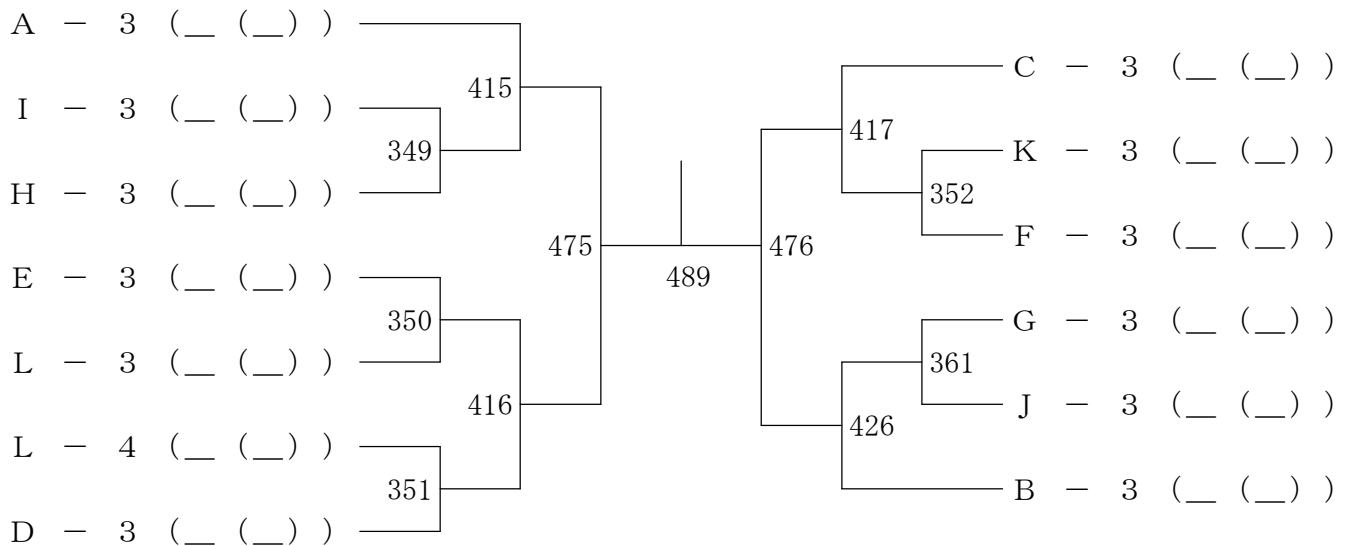 A － 3 (__ (__) )
I － 3 (__ (__) )
H － 3 (__ (__) )
E － 3 (__ (__) )
L － 3 (__ (__) )
L － 4 (__ (__) )
D － 3 (__ (__) )
415
349
475
350
416
351
489
417
352
476
361
426
C － 3 (__ (__) )
K － 3 (__ (__) )
F － 3 (__ (__) )
G － 3 (__ (__) )
J － 3 (__ (__) )
B － 3 (__ (__) )